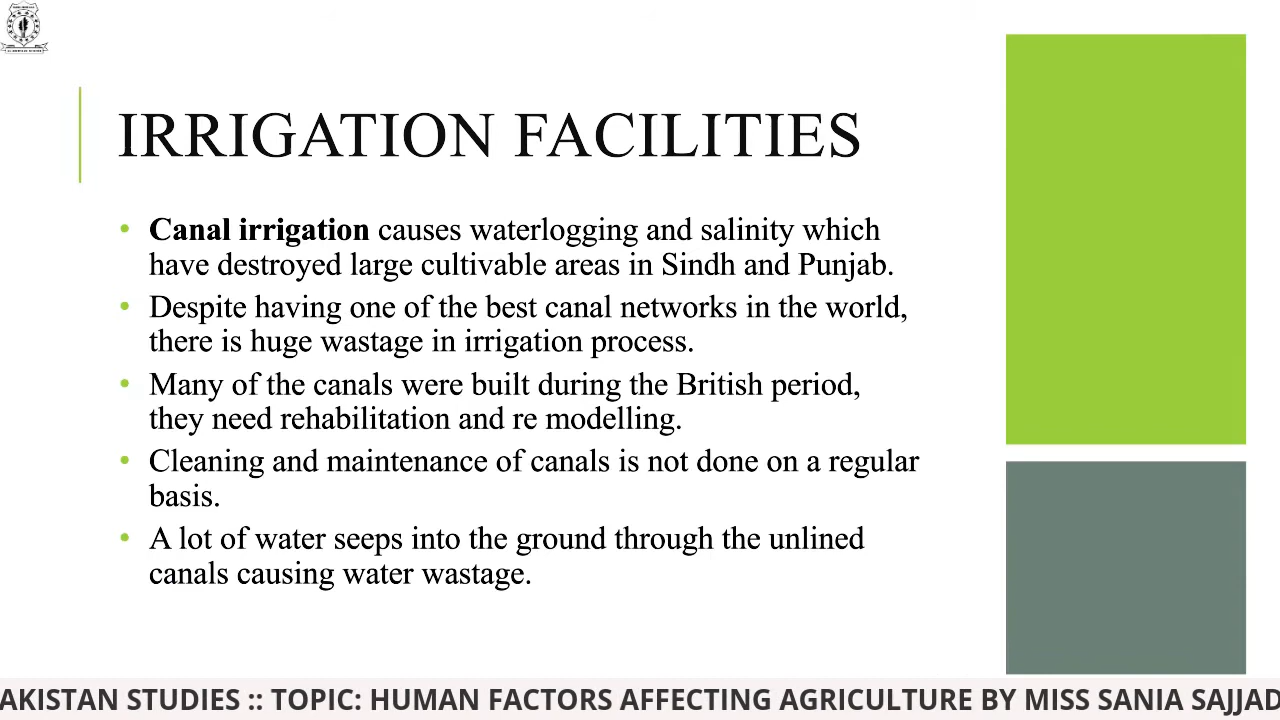 IRRIGATION FACILITIES
• Canal irrigation causes waterlogging and salinity which
have destroyed large cultivable areas in Sindh and Punjab.
• Despite having one of the best canal networks in the world,
there is huge wastage in irrigation process.
• Many of the canals were built during the British period,
they need rehabilitation and re modelling.
• Cleaning and maintenance of canals is not done on a regular
basis.
• A lot of water seeps into the ground through the unlined
canals causing water wastage.
AKISTAN STUDIES :: TOPIC: HUMAN FACTORS AFFECTING AGRICULTURE BY MISS SANIA SAJJAD